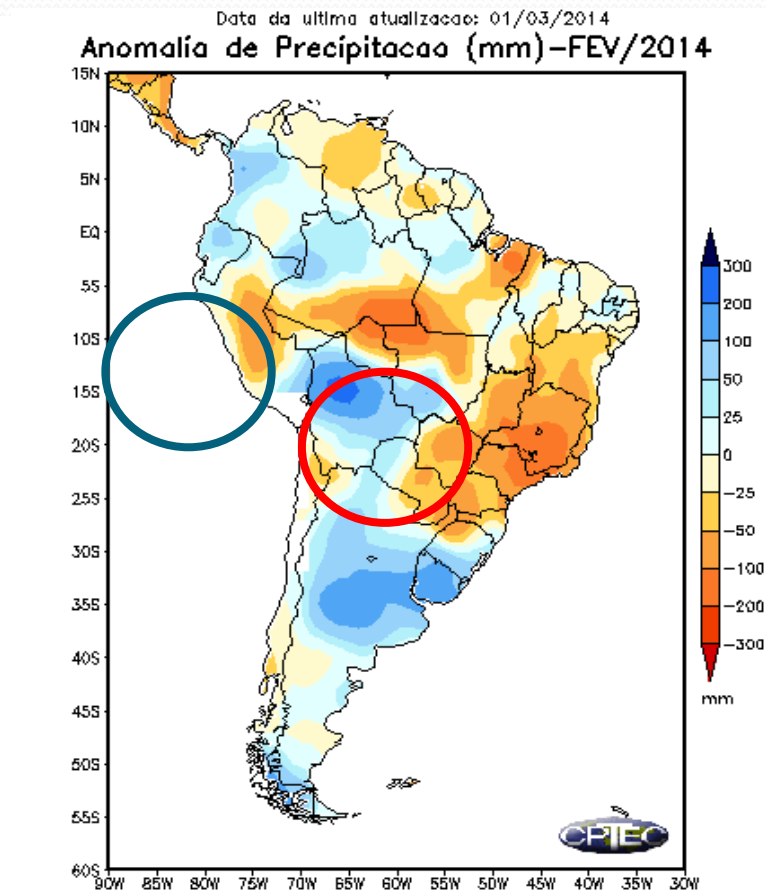 Data da ultima atualizacao: 01/03/2014
Anomalía de Precípitacao (mm)-FEV/2014
15N
10N
5N
EQ
5S
10S
15S
20S
25S
30S
35S
40S
45S
50S
55S
60S
90W 85W 80W 75W 70W 65W 60W 55W 50W 45W 40W 35W 30W
300
200
100
50
25
0
-25
-50
-100
-200
-300
mm
CPTEC